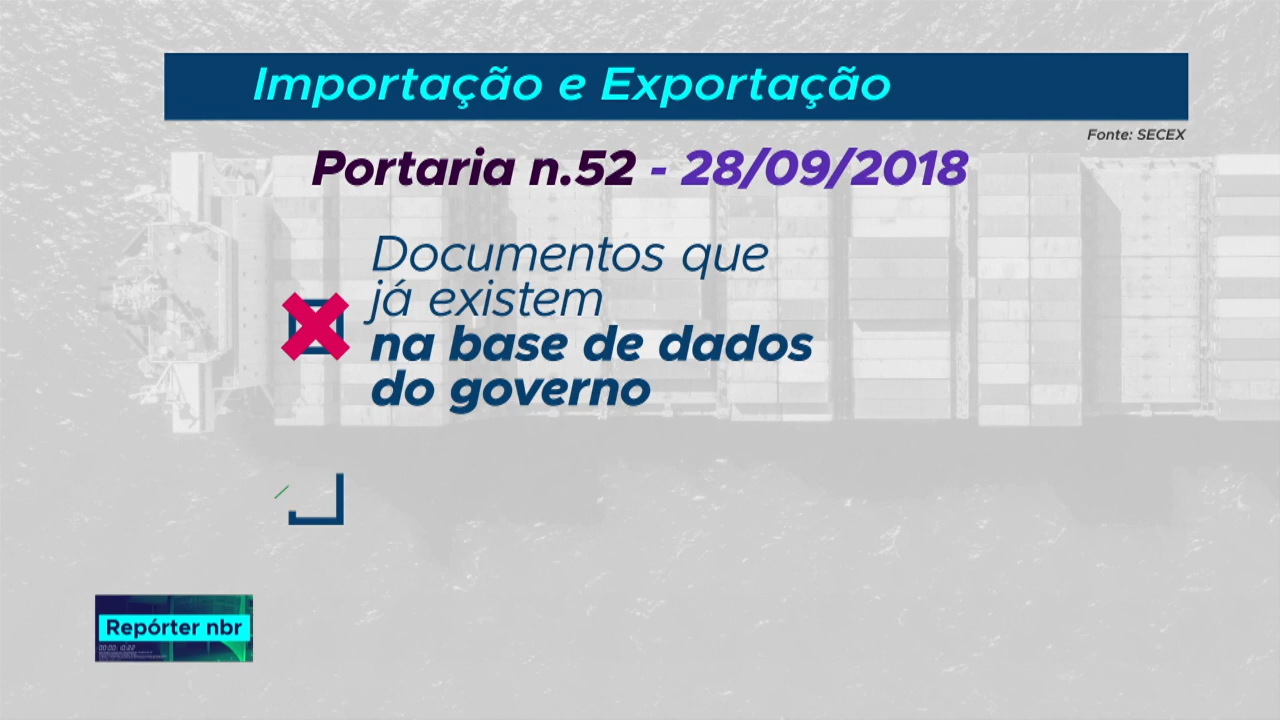 Importação e Exportação
Fonte: SECEX
Portaria n.52 - 28/09/2018
Documentos que
já existem
na base de dados
do governo
Repórter nbr